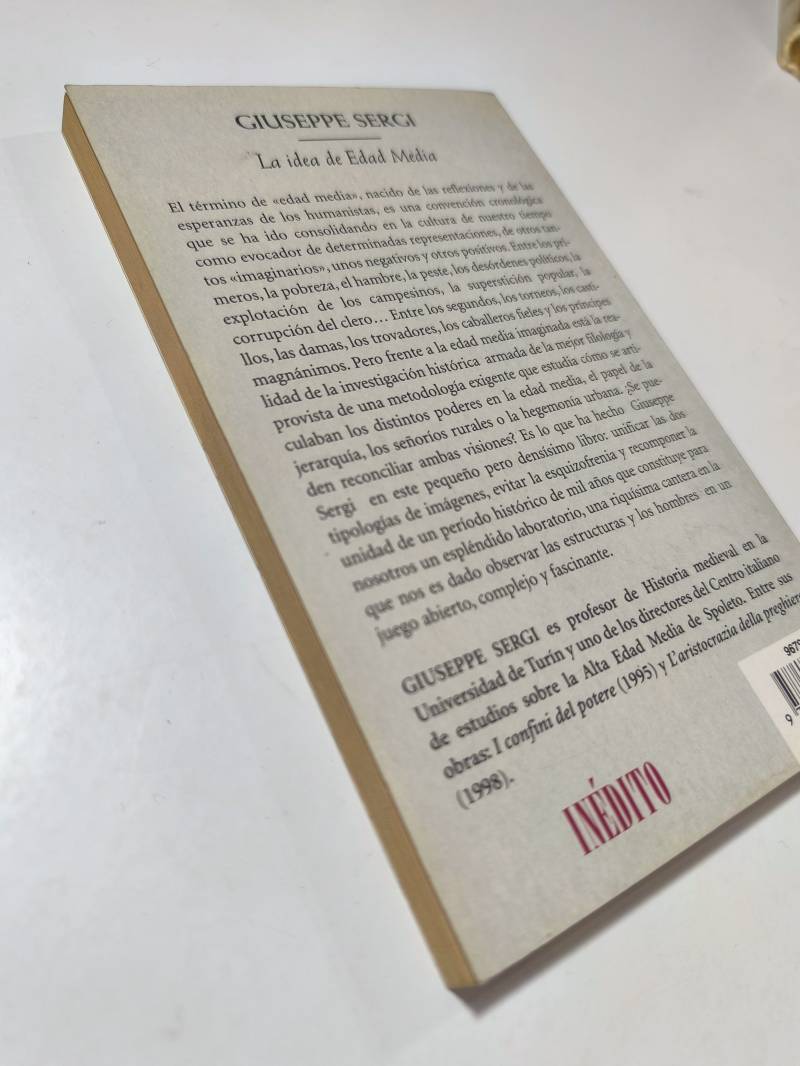 GIUSEPPE SERGI
La idea de Edad Media
El término de «edad media», nacido de las reflexiones y de las
esperanzas de los humanistas, es una convención cronológica
que se ha ido consolidando en la cultura de nuestro tiempo
como evocador de determinadas representaciones, de otros tan-
tos «imaginarios», unos negativos y otros positivos. Entre los pri-
meros, la pobreza, el hambre, la peste, los desórdenes políticos, la
explotación de los campesinos, la superstición popular, la
corrupción del clero... Entre los segundos, los torneos, los casti-
llos, las damas, los trovadores, los caballeros fieles y los príncipes
magnánimos. Pero frente a la edad media imaginada está la rea-
lidad de la investigación histórica armada de la mejor filología y
provista de una metodología exigente que estudia cómo se arti-
culaban los distintos poderes en la edad media, el papel de la
jerarquía, los señoríos rurales o la hegemonía urbana. ¿Se pue-
den reconciliar ambas visiones? Es lo que ha hecho Giuseppe
Sergi en este pequeño pero densísimo libro: unificar las dos
tipologías de imágenes, evitar la esquizofrenia y recomponer la
unidad de un período histórico de mil años que constituye para
nosotros un espléndido laboratorio, una riquísima cantera en la
que nos es dado observar las estructuras y los hombres en un
juego abierto, complejo y fascinante.
GIUSEPPE SERGI es profesor de Historia medieval en la
Universidad de Turín y uno de los directores del Centro italiano
de estudios sobre la Alta Edad Media de Spoleto. Entre sus
obras: I confini del potere (1995) y L'aristocrazia della preghier
(1998).
INÉDITO